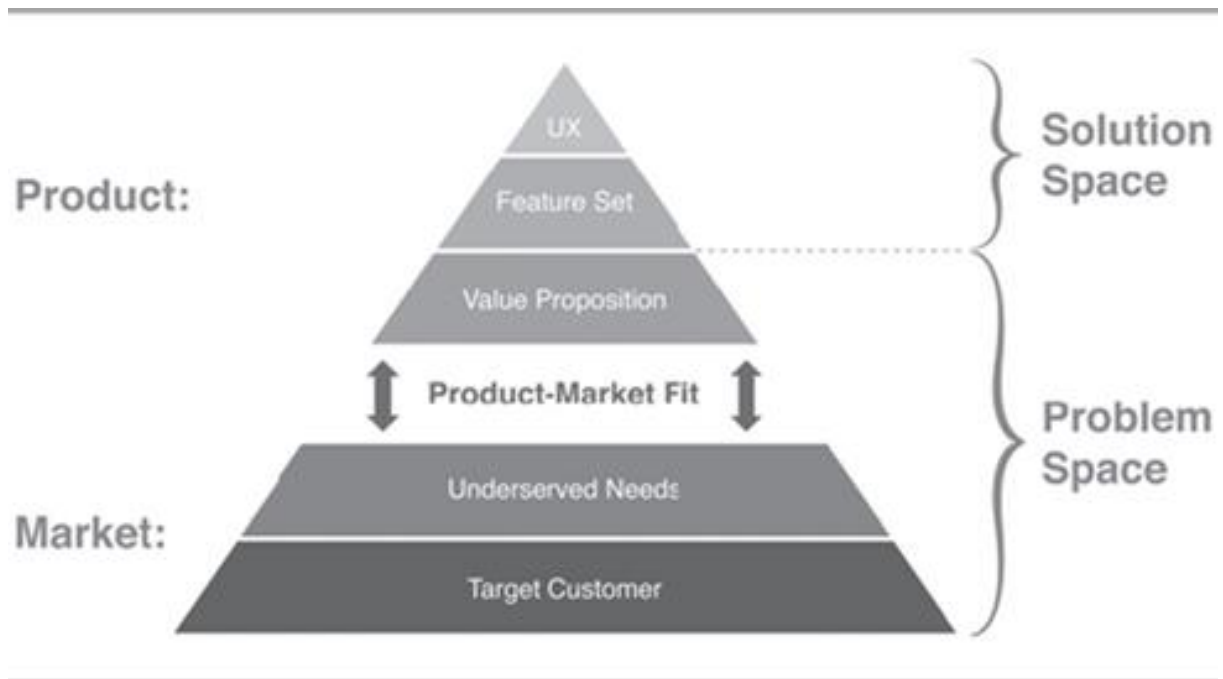 UX
Solution
Space
Product:
Feature Set
Value Proposition
Product-Market Fit
Problem
Space
Underserved Needs
Market:
Target Customer